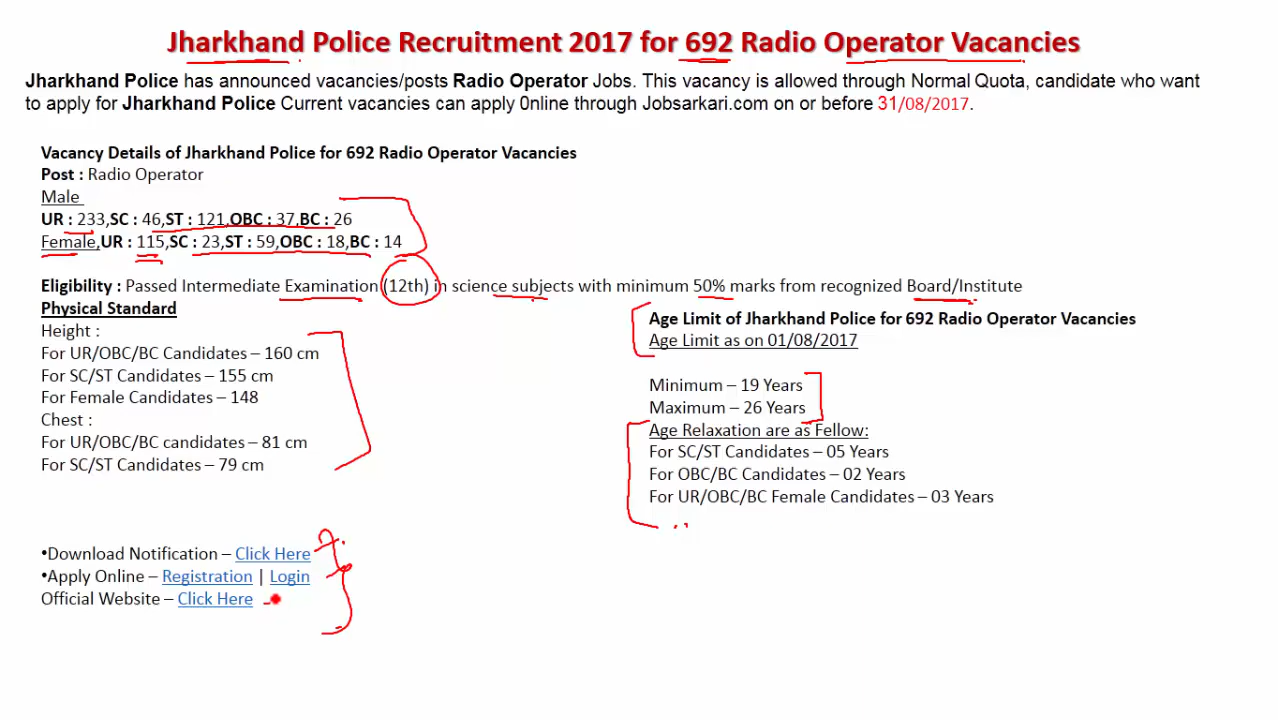 Jharkhand Police Recruitment 2017 for 692 Radio Operator Vacancies
Jharkhand Police has announced vacancies/posts Radio Operator Jobs. This vacancy is allowed through Normal Quota, candidate who want
to apply for Jharkhand Police Current vacancies can apply 0nline through Jobsarkari.com on or before 31/08/2017.
Vacancy Details of Jharkhand Police for 692 Radio Operator Vacancies
Post : Radio Operator
Male
UR : 233,SC : 46,ST : 121,OBC : 37,BC : 26
Female,UR : 115,SC : 23,ST : 59,OBC : 18,BC : 14
Eligibility : Passed Intermediate Examination (12th) in science subjects with minimum 50% marks from recognized Board/Institute
Physical Standard
Height :
For UR/OBC/BC Candidates – 160 cm
For SC/ST Candidates – 155 cm
For Female Candidates – 148
Chest :
For UR/OBC/BC candidates – 81 cm
For SC/ST Candidates – 79 cm
Age Limit of Jharkhand Police for 692 Radio Operator Vacancies
Age Limit as on 01/08/2017
Minimum – 19 Years
Maximum – 26 Years
Age Relaxation are as Fellow:
For SC/ST Candidates – 05 Years
For OBC/BC Candidates – 02 Years
For UR/OBC/BC Female Candidates – 03 Years
•Download Notification – Click Here
•Apply Online – Registration | Login
Official Website – Click Here